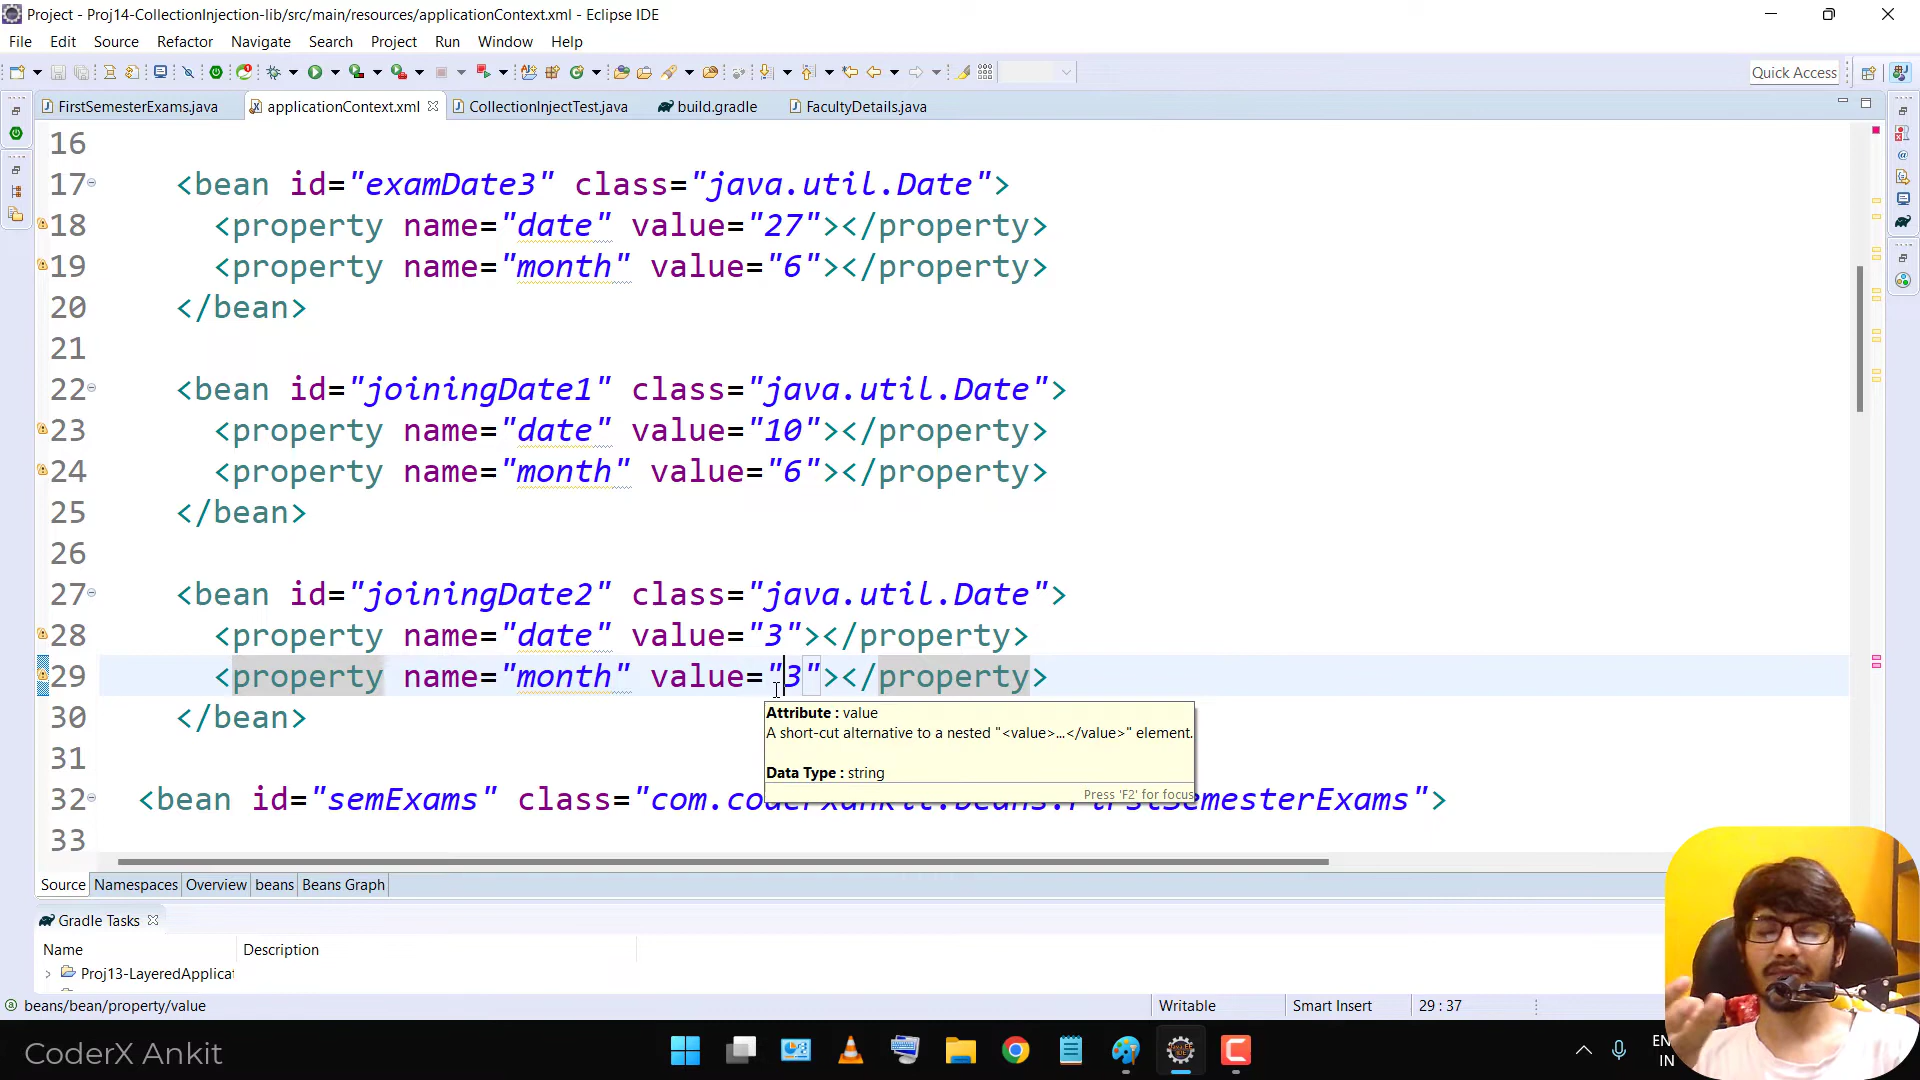 Project - Proj14-CollectionInjection-lib/src/main/resources/applicationContext.xml - Eclipse IDE
File Edit Source Refactor Navigate Search Project Run Window Help
Quick Access
FirstSemesterExams.java applicationContext.xml CollectionInjectTest.java build.gradle FacultyDetails.java
16
17 <bean id="examDate3" class="java.util.Date">
18 <property name="date" value="27"></property>
19 <property name="month" value="6"></property>
20 </bean>
21
22 <bean id="joiningDate1" class="java.util.Date">
23 <property name="date" value="10"></property>
24 <property name="month" value="6"></property>
25 </bean>
26
27 <bean id="joiningDate2" class="java.util.Date">
28 <property name="date" value="3"></property>
29 <property name="month" value="3"></property>
30 </bean>
Attribute : value
A short-cut alternative to a nested "<value>...</value>" element.
Data Type : string
Press 'F2' for focus
31
32 <bean id="semExams" class="com.coderxankit.beans.FirstSemesterExams">
33
Source Namespaces Overview beans Beans Graph
Gradle Tasks
Name Description
Proj13-LayeredApplicat
beans/bean/property/value Writable Smart Insert 29 : 37
CoderX Ankit
EN
IN